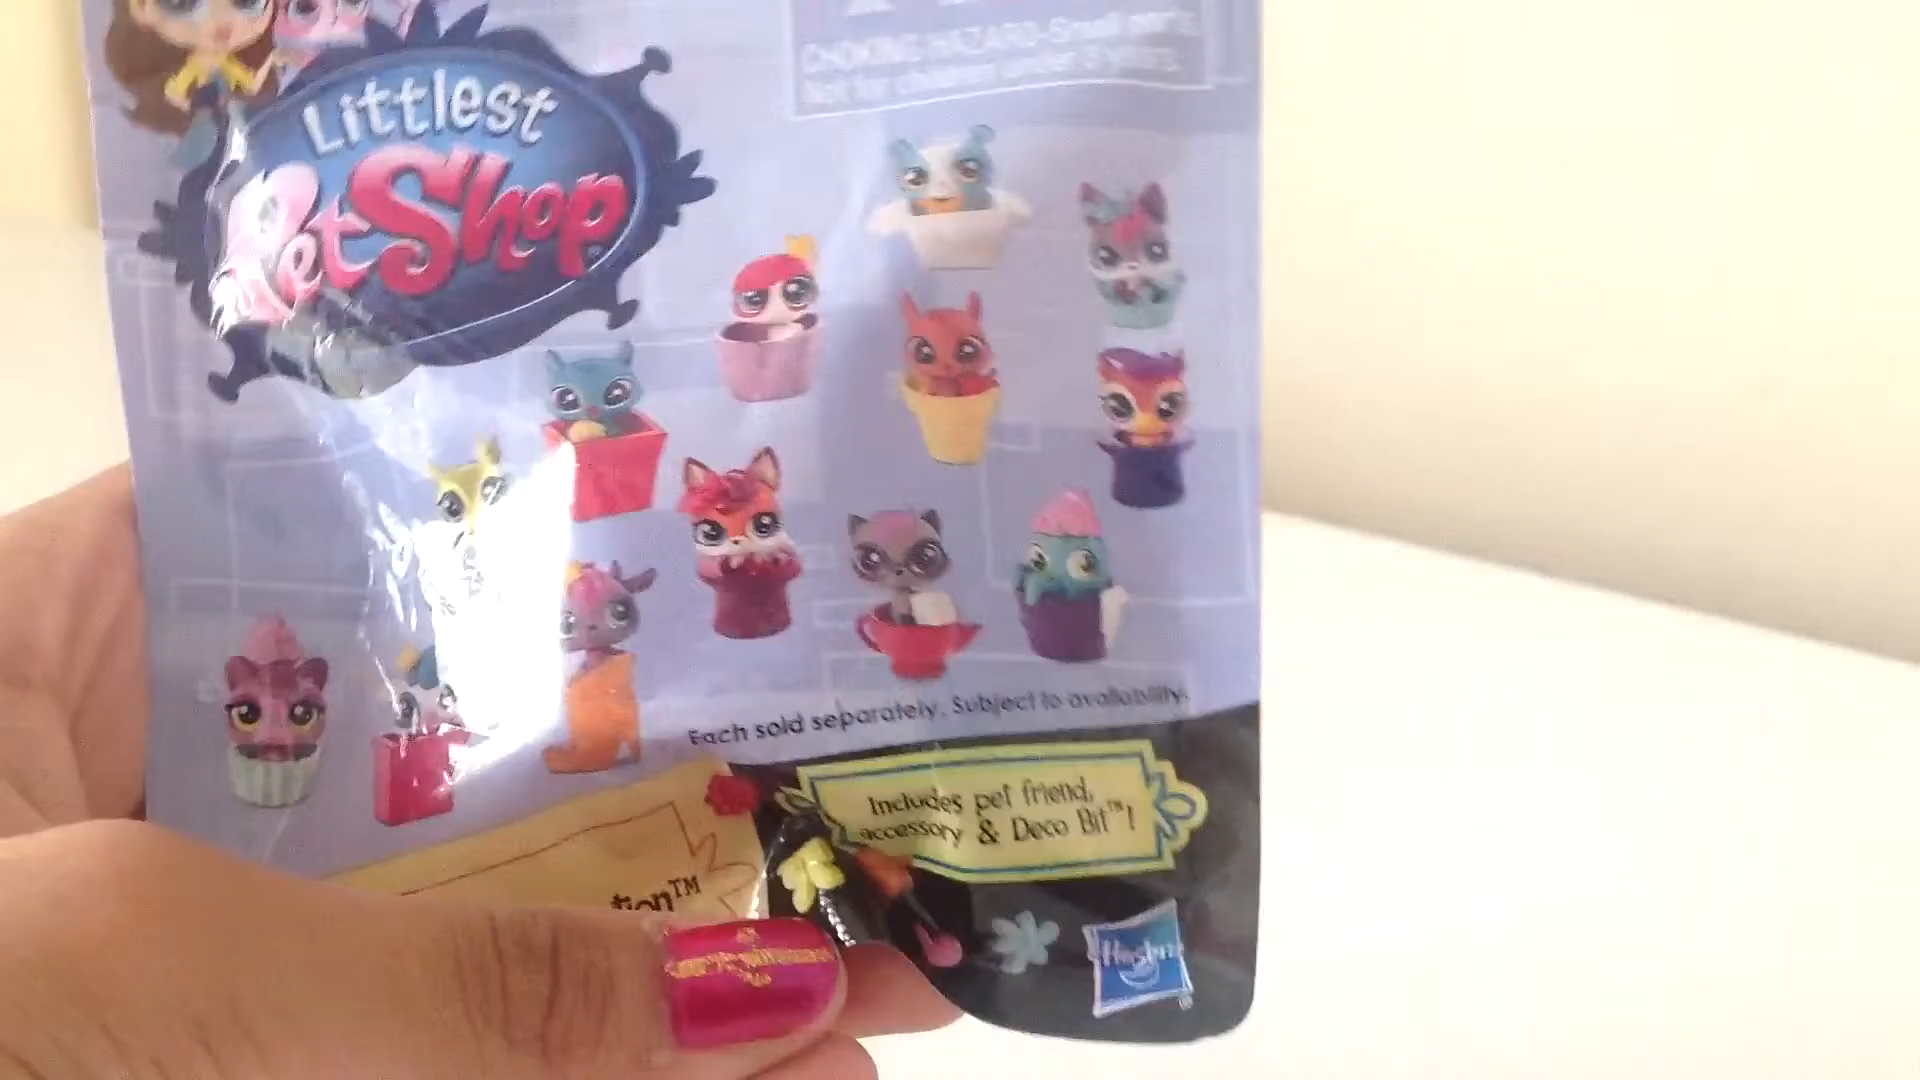 CHOKING HAZARD-Small parts.
Not for children under 3 years.
Littlest
PetShop
Each sold separately. Subject to availability.
Includes pet friend,
accessory & Deco Bit™!
tion™
Hasbro